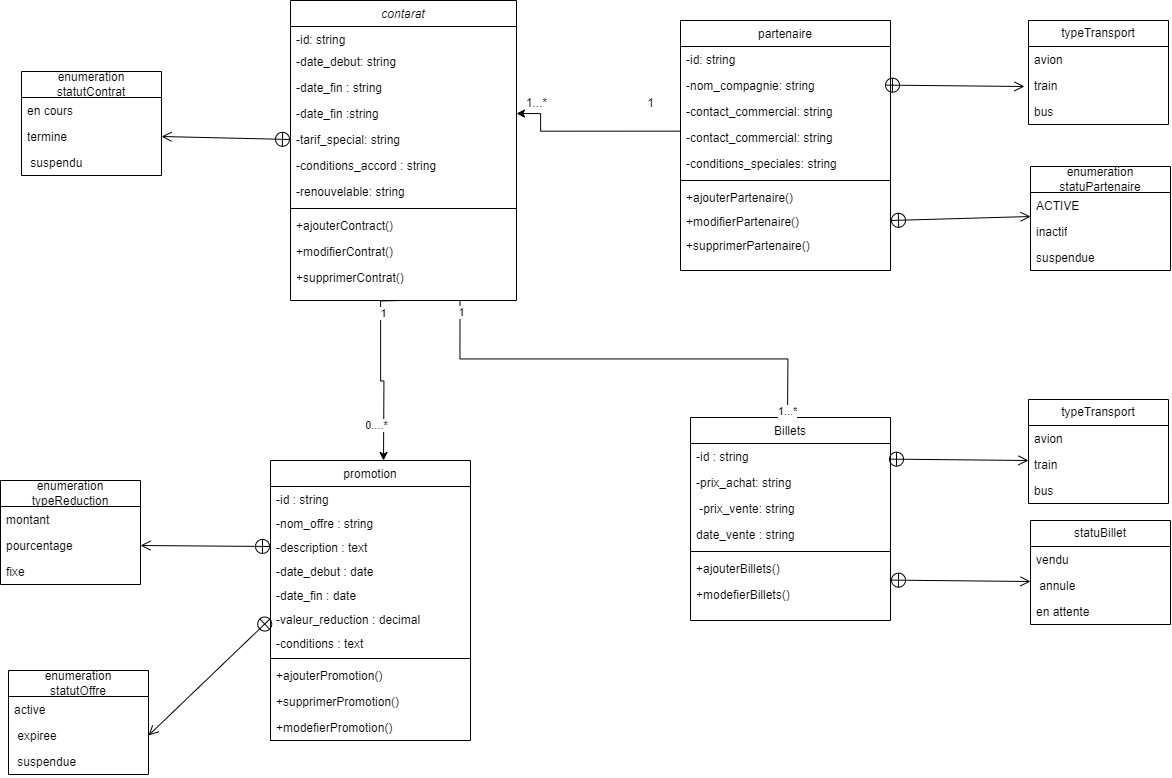 contarat
-id: string
-date_debut: string
-date_fin : string
-date_fin :string
-tarif_special: string
-conditions_accord : string
-renouvelable: string
+ajouterContract()
+modifierContrat()
+supprimerContrat()
enumeration
statutContrat
en cours
termine
suspendu
1...*
1
partenaire
-id: string
-nom_compagnie: string
-contact_commercial: string
-contact_commercial: string
-conditions_speciales: string
+ajouterPartenaire()
+modifierPartenaire()
+supprimerPartenaire()
typeTransport
avion
train
bus
enumeration
statuPartenaire
ACTIVE
inactif
suspendue
1
1
0....*
1...*
promotion
-id : string
-nom_offre : string
-description : text
-date_debut : date
-date_fin : date
-valeur_reduction : decimal
-conditions : text
+ajouterPromotion()
+supprimerPromotion()
+modefierPromotion()
enumeration
typeReduction
montant
pourcentage
fixe
enumeration
statutOffre
active
expiree
suspendue
Billets
-id : string
-prix_achat: string
-prix_vente: string
date_vente : string
+ajouterBillets()
+modefierBillets()
typeTransport
avion
train
bus
statuBillet
vendu
annule
en attente